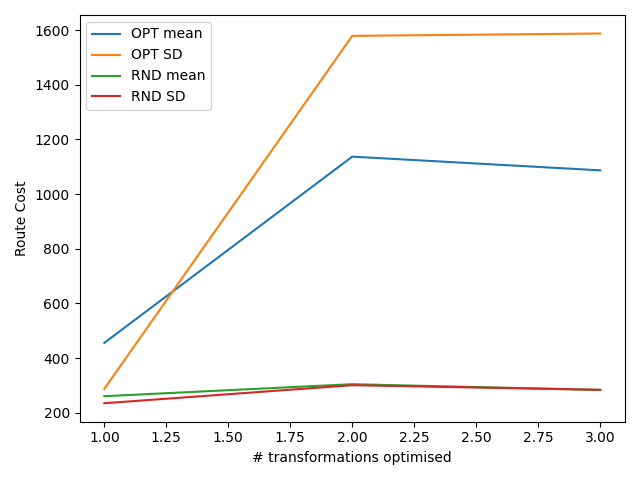 OPT mean
OPT SD
RND mean
RND SD
1600
1400
1200
1000
800
600
400
200
Route Cost
1.00 1.25 1.50 1.75 2.00 2.25 2.50 2.75 3.00
# transformations optimised